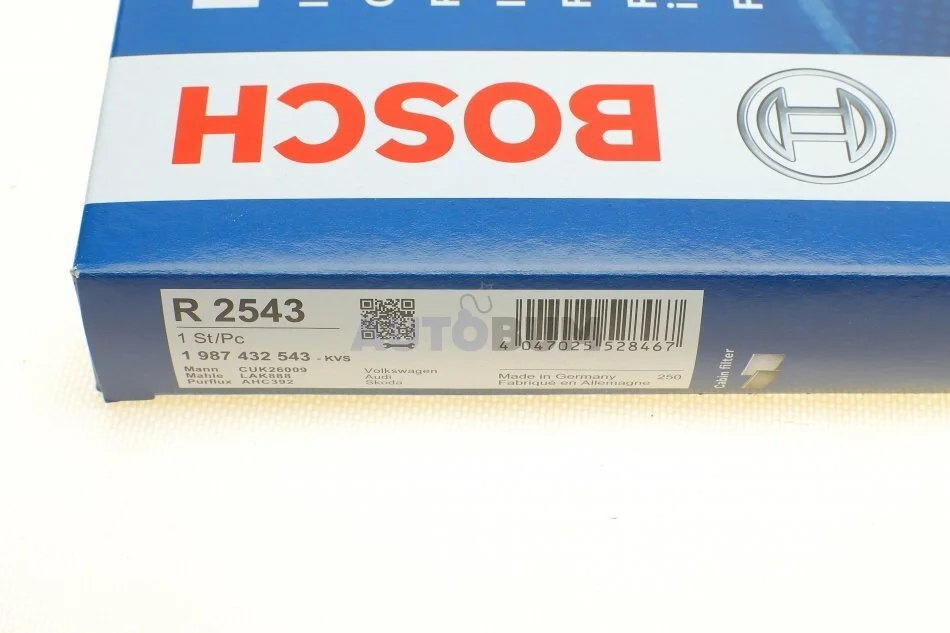 BOSCH
R 2543
1 St/Pc
1 987 432 543 - KVS
Mann CUK26009
Mahle LAK888
Purflux AHC392
Volkswagen
Audi
Skoda
4 047025 528467
Made in Germany 250
Fabriqué en Allemagne
Cabin filter
AUTOBUM